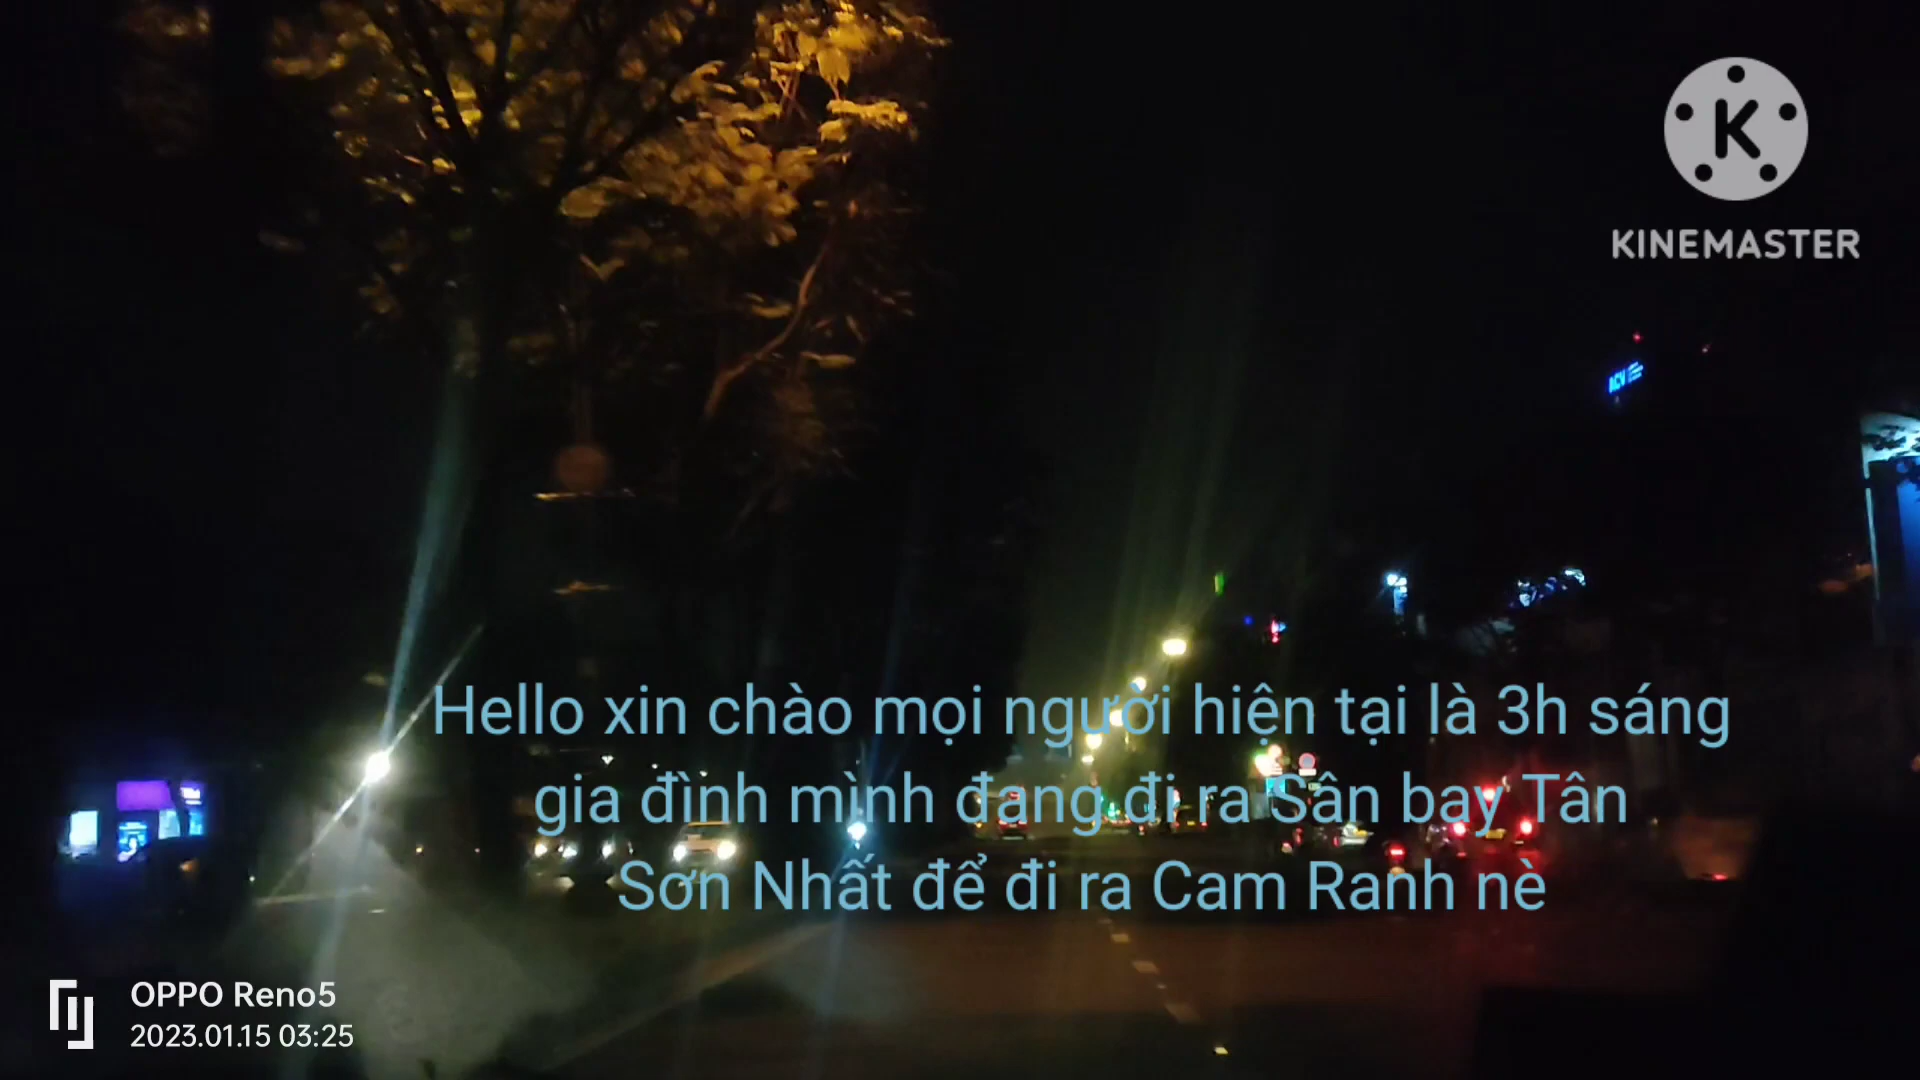 K
KINEMASTER
ACV
Hello xin chào mọi người hiện tại là 3h sáng
gia đình mình đang đi ra Sân bay Tân
Sơn Nhất để đi ra Cam Ranh nè
OPPO Reno5
2023.01.15 03:25